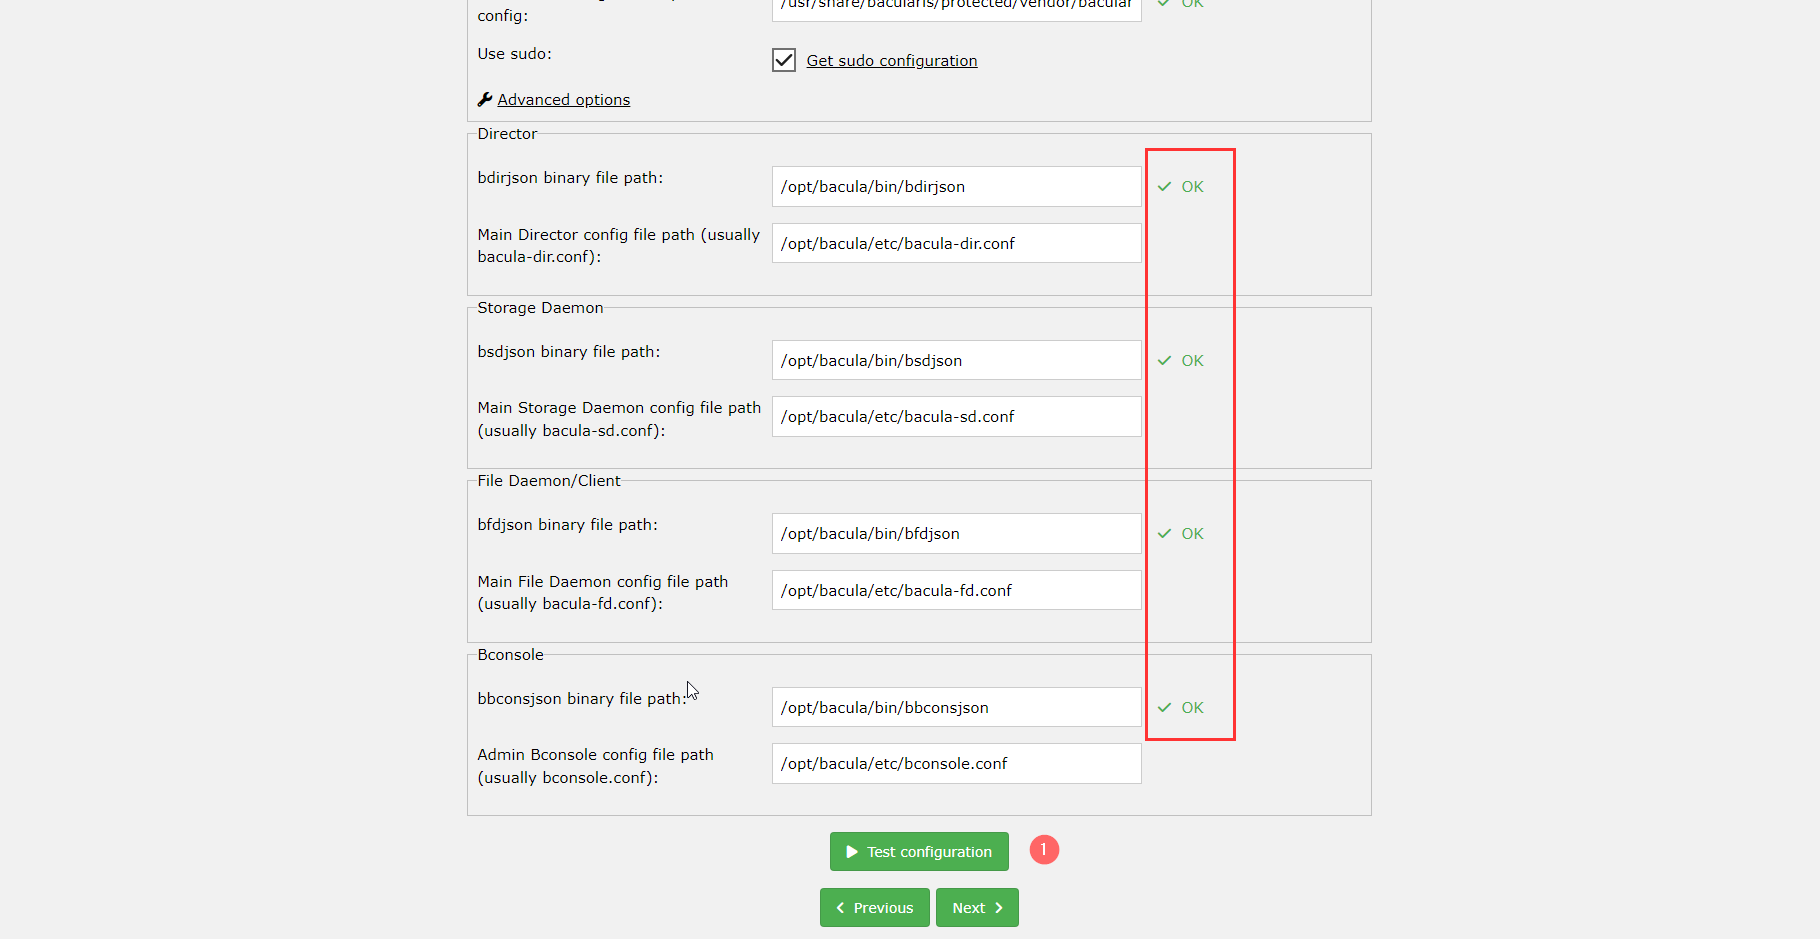 config:
/usr/share/bacularis/protected/vendor/bacular
OK
Use sudo:
Get sudo configuration
Advanced options
Director
bdirjson binary file path:
/opt/bacula/bin/bdirjson
OK
Main Director config file path (usually
bacula-dir.conf):
/opt/bacula/etc/bacula-dir.conf
Storage Daemon
bsdjson binary file path:
/opt/bacula/bin/bsdjson
OK
Main Storage Daemon config file path
(usually bacula-sd.conf):
/opt/bacula/etc/bacula-sd.conf
File Daemon/Client
bfdjson binary file path:
/opt/bacula/bin/bfdjson
OK
Main File Daemon config file path
(usually bacula-fd.conf):
/opt/bacula/etc/bacula-fd.conf
Bconsole
bbconsjson binary file path:
/opt/bacula/bin/bbconsjson
OK
Admin Bconsole config file path
(usually bconsole.conf):
/opt/bacula/etc/bconsole.conf
Test configuration
1
Previous
Next